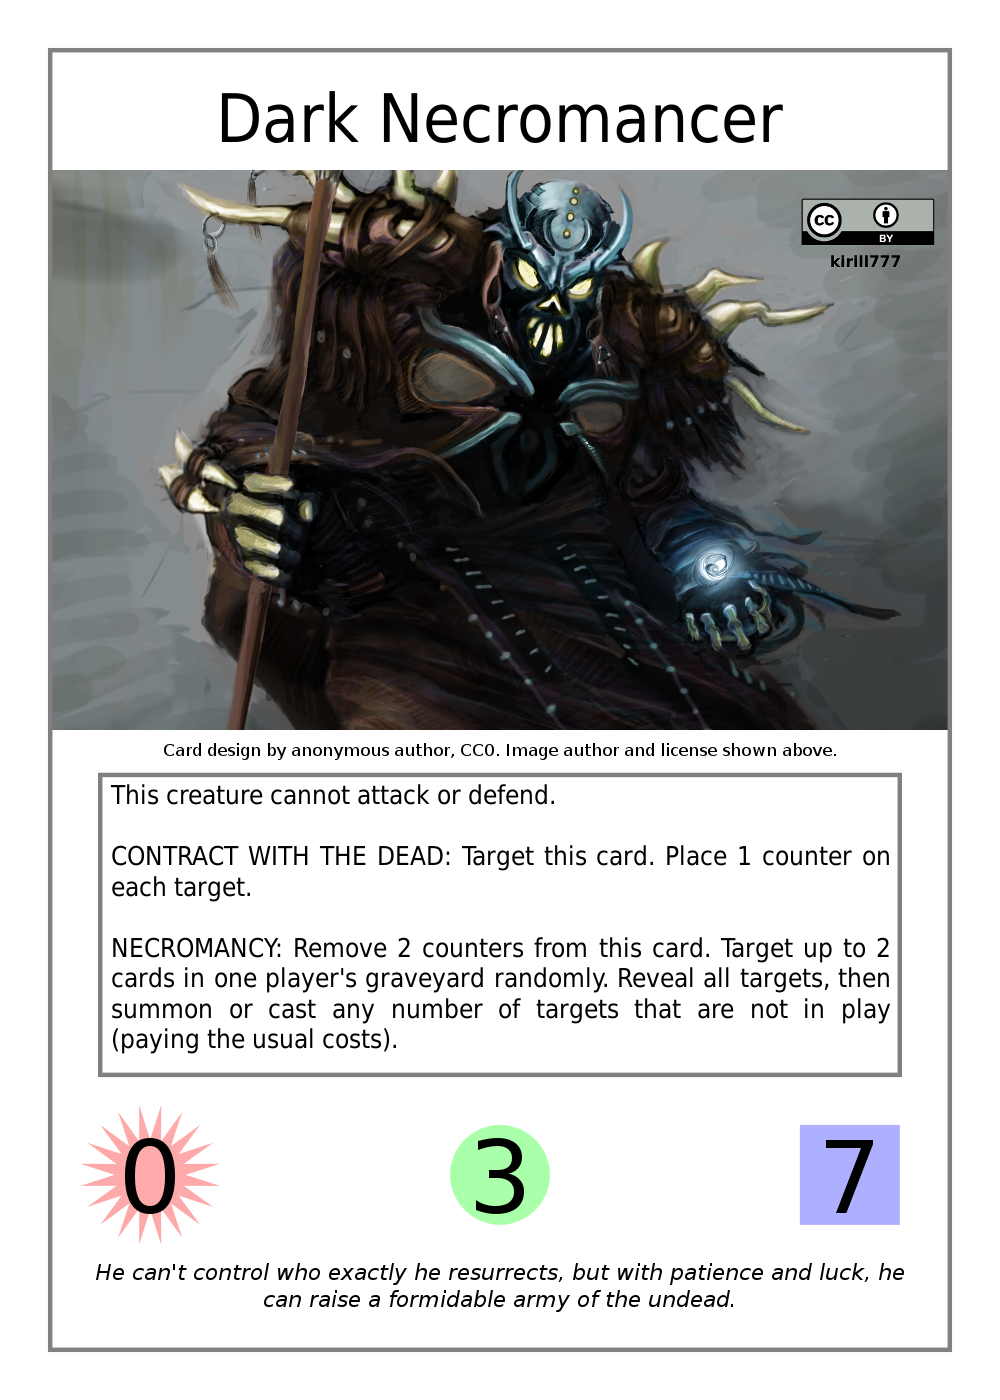 Dark Necromancer
cc
BY
kirill777
Card design by anonymous author, CC0. Image author and license shown above.
This creature cannot attack or defend.
CONTRACT WITH THE DEAD: Target this card. Place 1 counter on
each target.
NECROMANCY: Remove 2 counters from this card. Target up to 2
cards in one player's graveyard randomly. Reveal all targets, then
summon or cast any number of targets that are not in play
(paying the usual costs).
0 3 7
He can't control who exactly he resurrects, but with patience and luck, he
can raise a formidable army of the undead.